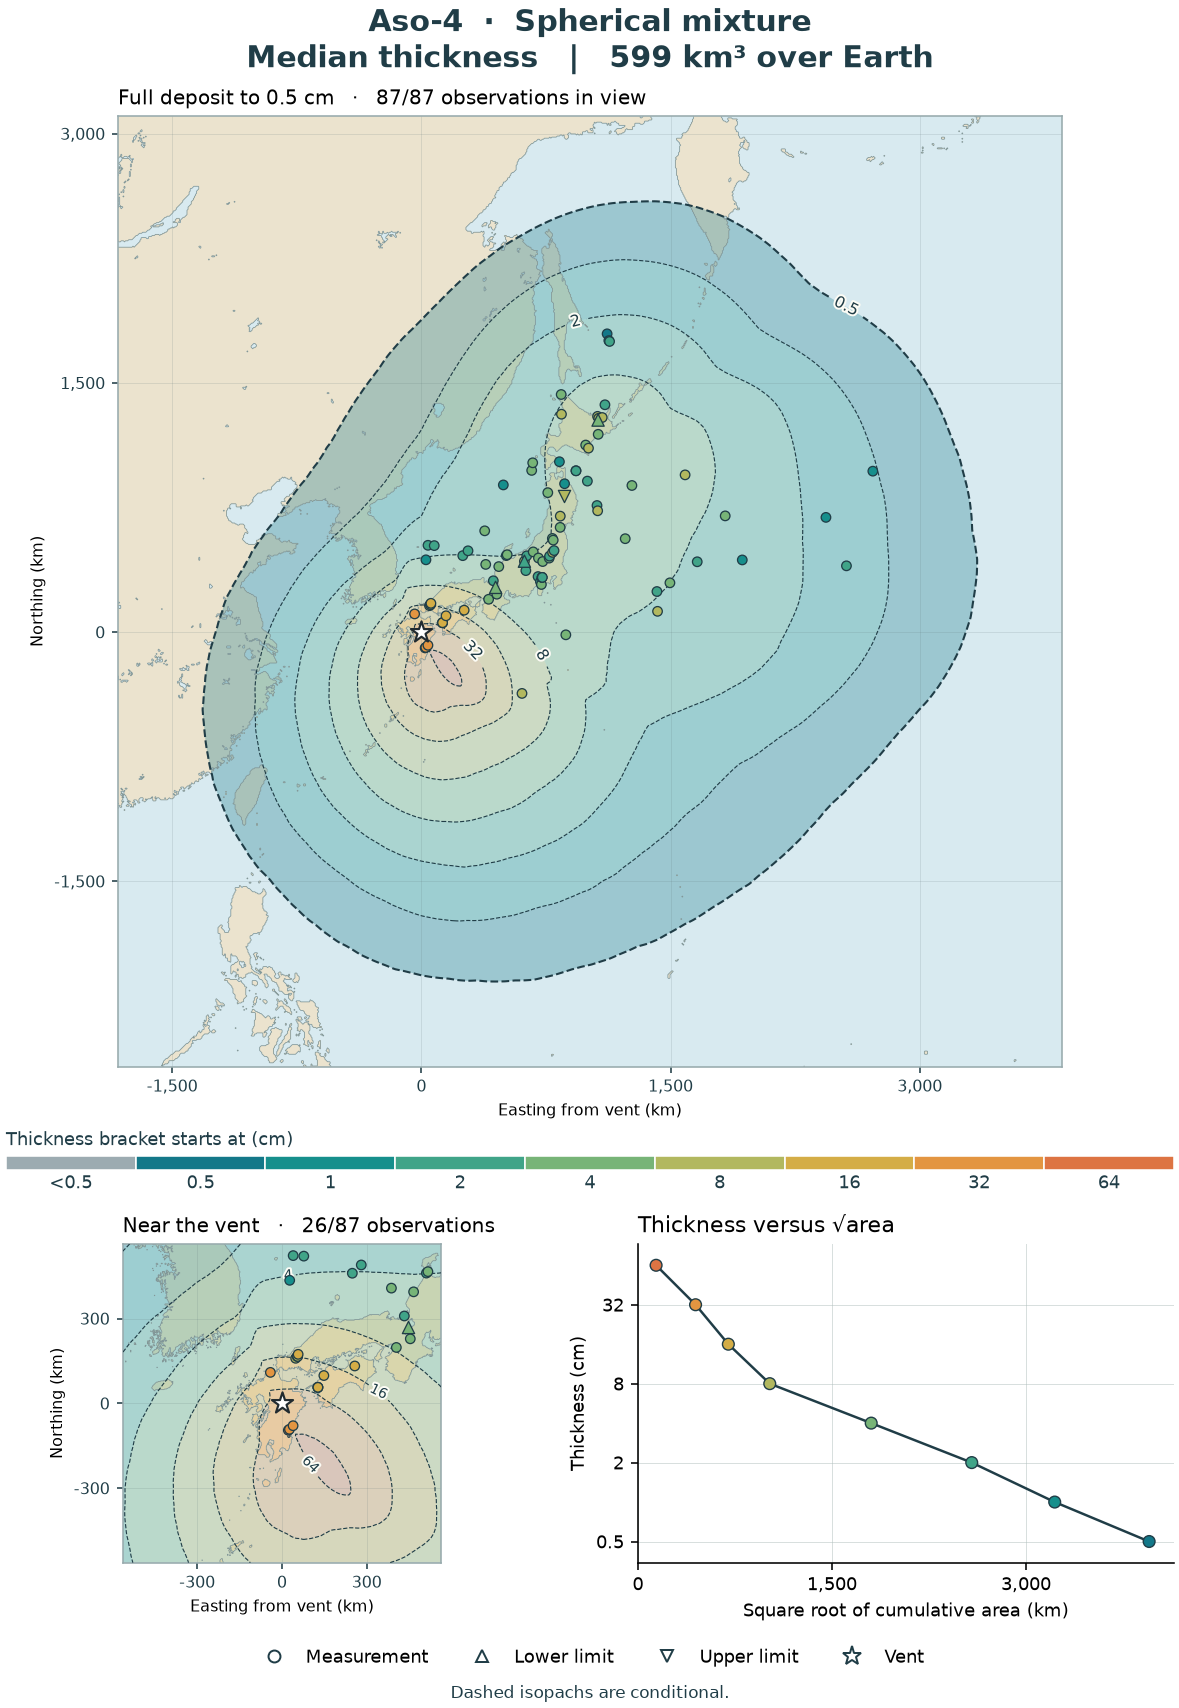 Aso-4  ·  Spherical mixture
Median thickness   |   599 km³ over Earth
Full deposit to 0.5 cm   ·   87/87 observations in view
3,000
1,500
0
-1,500
Northing (km)
0.5
2
32
8
-1,500
0
1,500
3,000
Easting from vent (km)
Thickness bracket starts at (cm)
<0.5
0.5
1
2
4
8
16
32
64
Near the vent   ·   26/87 observations
300
0
-300
Northing (km)
4
16
64
-300
0
300
Easting from vent (km)
Thickness versus √area
32
8
2
0.5
Thickness (cm)
0
1,500
3,000
Square root of cumulative area (km)
Measurement
Lower limit
Upper limit
Vent
Dashed isopachs are conditional.